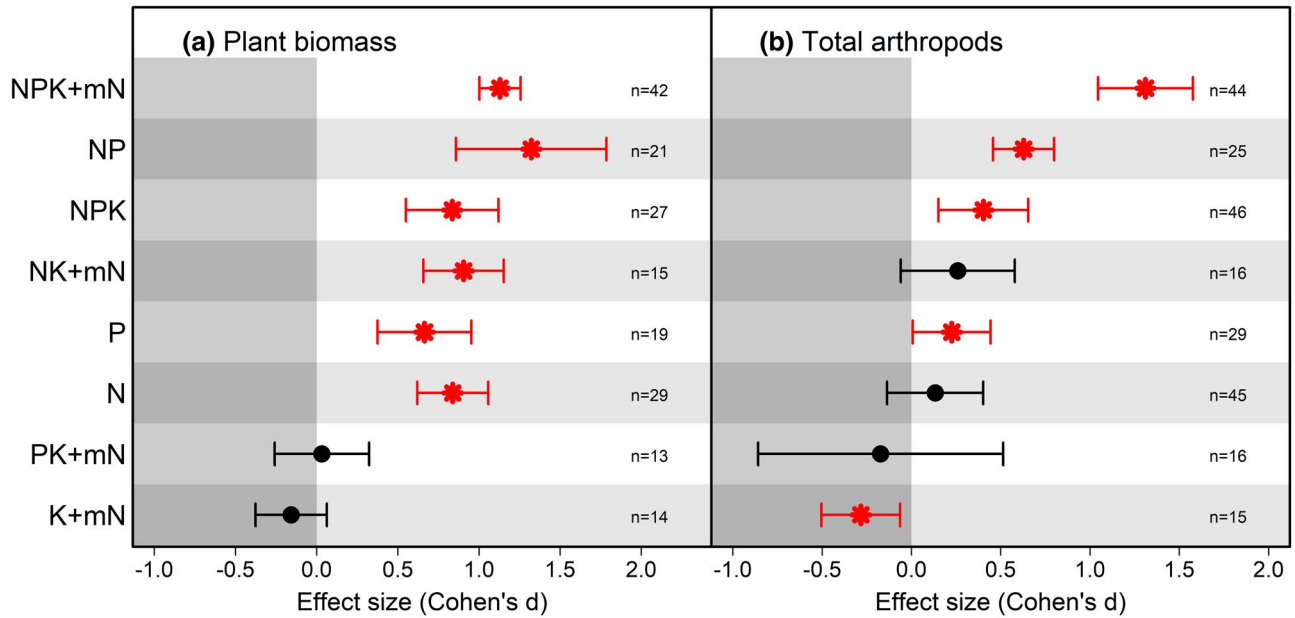 (a) Plant biomass
(b) Total arthropods
NPK+mN n=42 n=44
NP n=21 n=25
NPK n=27 n=46
NK+mN n=15 n=16
P n=19 n=29
N n=29 n=45
PK+mN n=13 n=16
K+mN n=14 n=15
-1.0 -0.5 0.0 0.5 1.0 1.5 2.0 -1.0 -0.5 0.0 0.5 1.0 1.5 2.0
Effect size (Cohen's d) Effect size (Cohen's d)